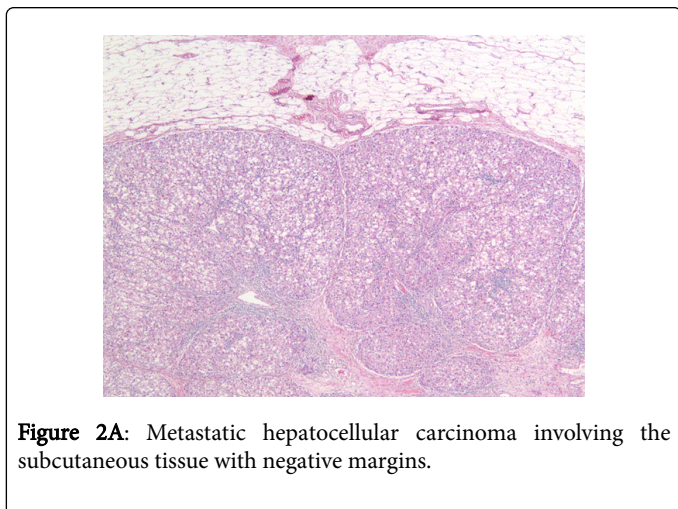 Figure 2A: Metastatic hepatocellular carcinoma involving the
subcutaneous tissue with negative margins.